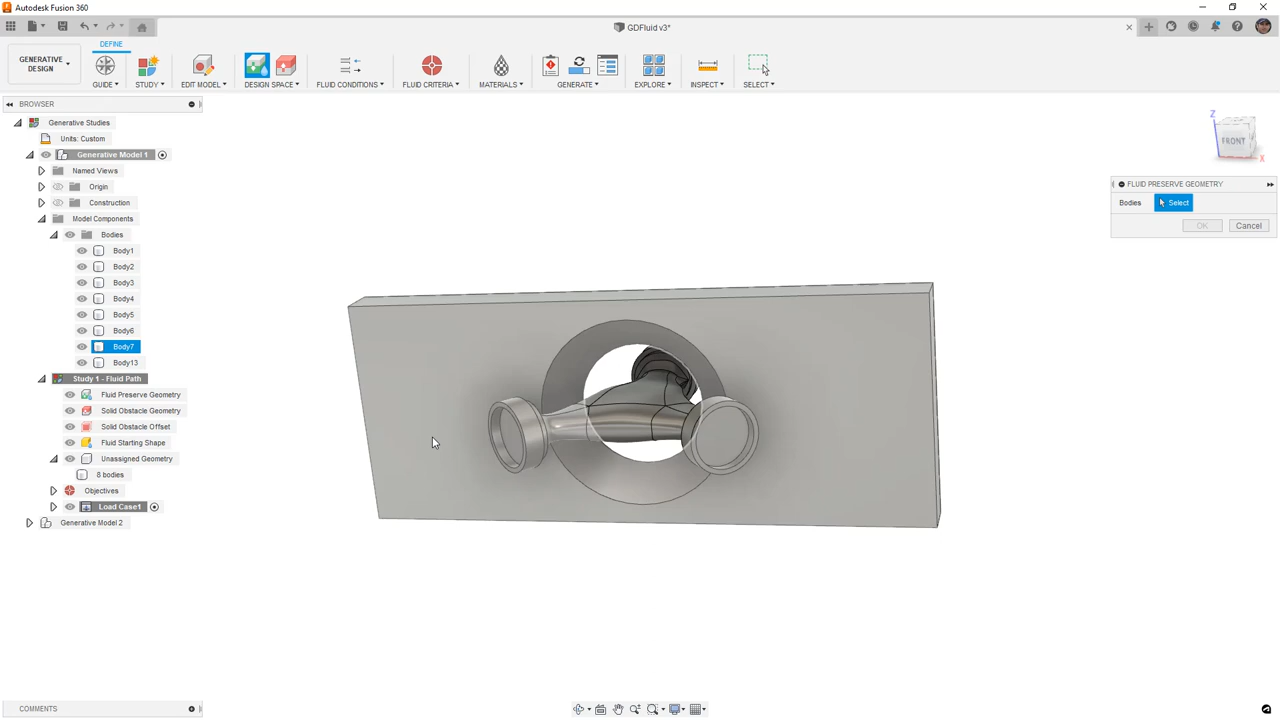 Autodesk Fusion 360
GDFluid v3*
DEFINE
GENERATIVE DESIGN
GUIDE
STUDY
EDIT MODEL
DESIGN SPACE
FLUID CONDITIONS
FLUID CRITERIA
MATERIALS
GENERATE
EXPLORE
INSPECT
SELECT
BROWSER
Generative Studies
Units: Custom
Generative Model 1
Named Views
Origin
Construction
Model Components
Bodies
Body1
Body2
Body3
Body4
Body5
Body6
Body7
Body13
Study 1 - Fluid Path
Fluid Preserve Geometry
Solid Obstacle Geometry
Solid Obstacle Offset
Fluid Starting Shape
Unassigned Geometry
8 bodies
Objectives
Load Case1
Generative Model 2
Z
FRONT
X
FLUID PRESERVE GEOMETRY
Bodies Select
OK Cancel
COMMENTS